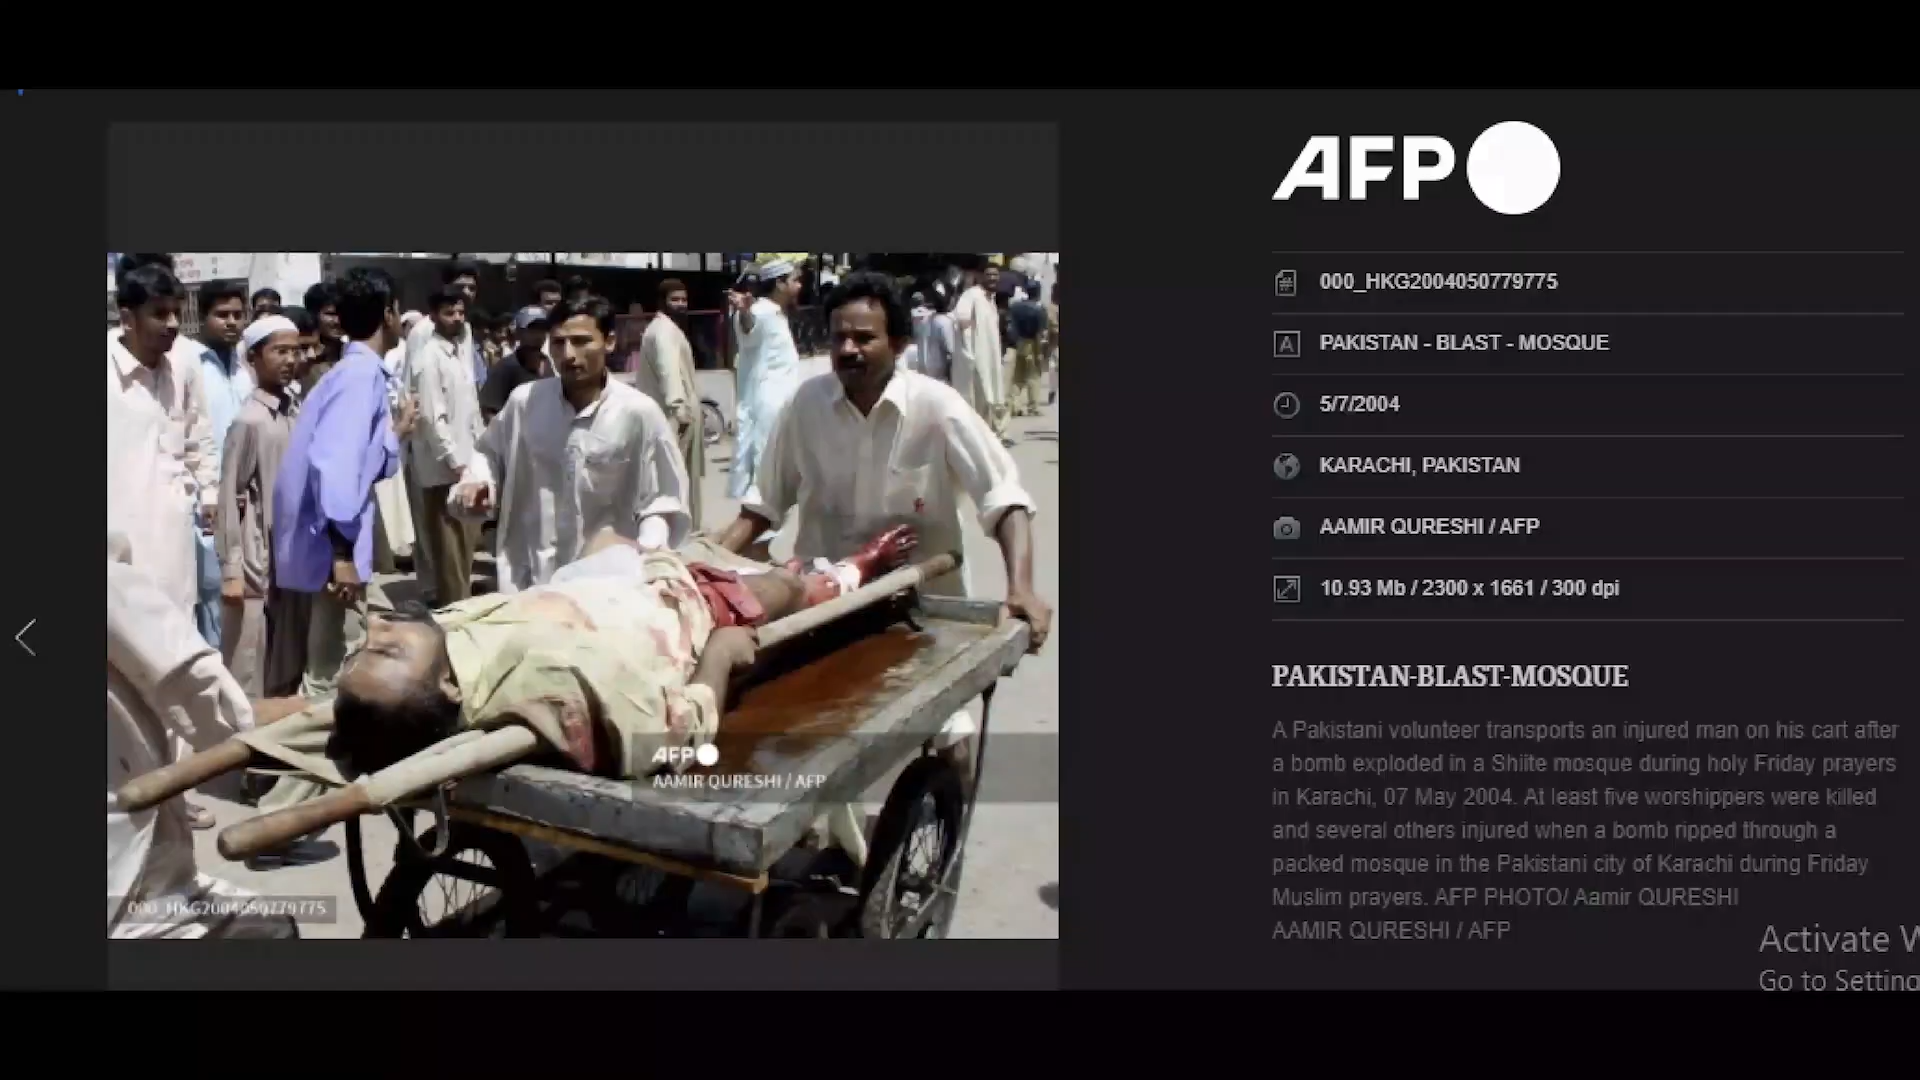 AFP
000_HKG2004050779775
PAKISTAN - BLAST - MOSQUE
5/7/2004
KARACHI, PAKISTAN
AAMIR QURESHI / AFP
10.93 Mb / 2300 x 1661 / 300 dpi
PAKISTAN-BLAST-MOSQUE
A Pakistani volunteer transports an injured man on his cart after
a bomb exploded in a Shiite mosque during holy Friday prayers
in Karachi, 07 May 2004. At least five worshippers were killed
and several others injured when a bomb ripped through a
packed mosque in the Pakistani city of Karachi during Friday
Muslim prayers. AFP PHOTO/ Aamir QURESHI
AAMIR QURESHI / AFP
AFP
AAMIR QURESHI / AFP
000_HKG2004050779775
Activate W
Go to Setting